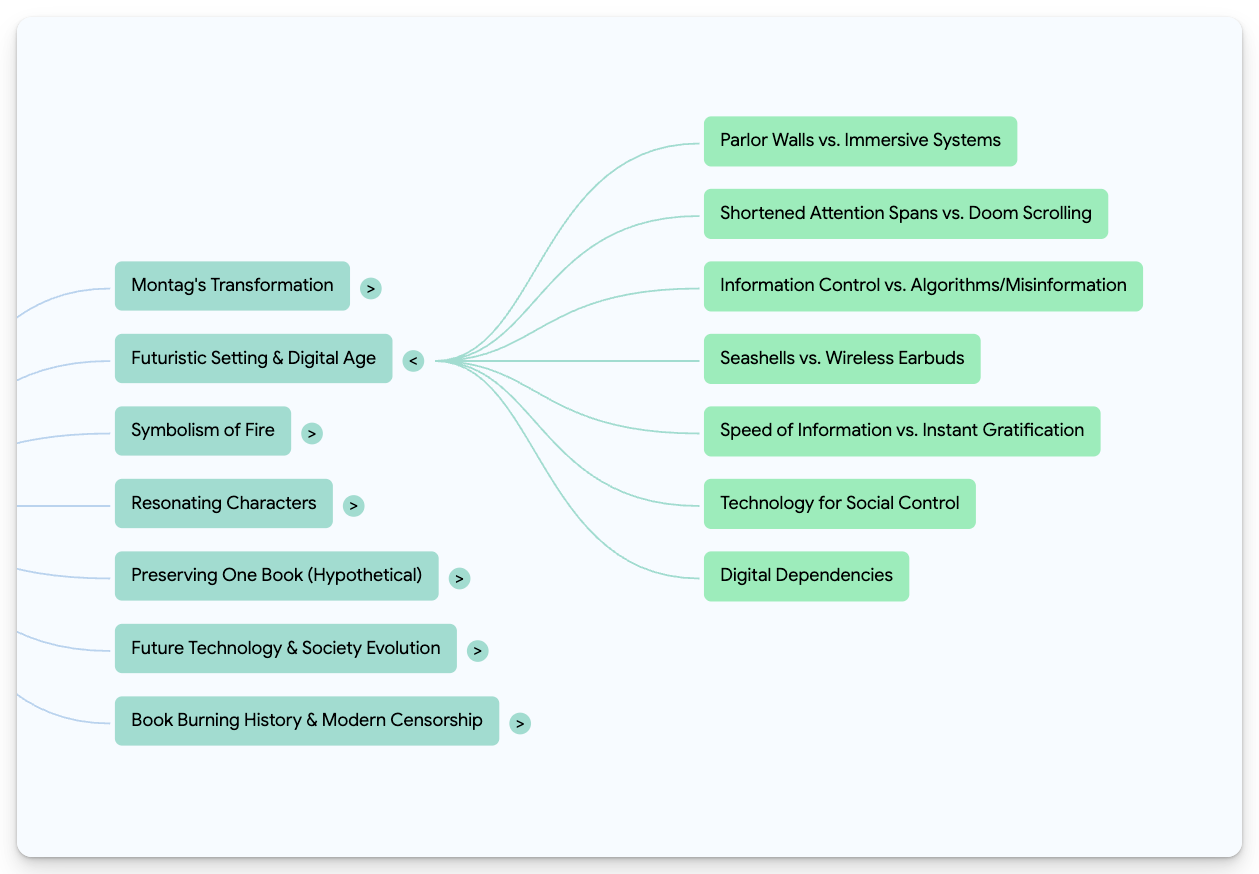 Montag's Transformation >
Futuristic Setting & Digital Age <
Symbolism of Fire >
Resonating Characters >
Preserving One Book (Hypothetical) >
Future Technology & Society Evolution >
Book Burning History & Modern Censorship >
Parlor Walls vs. Immersive Systems
Shortened Attention Spans vs. Doom Scrolling
Information Control vs. Algorithms/Misinformation
Seashells vs. Wireless Earbuds
Speed of Information vs. Instant Gratification
Technology for Social Control
Digital Dependencies